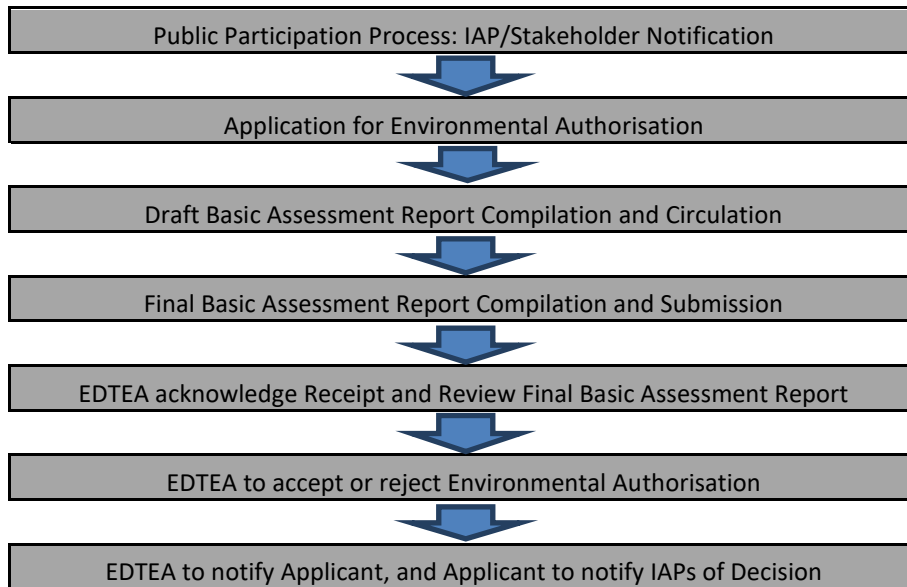 Public Participation Process: IAP/Stakeholder Notification
Application for Environmental Authorisation
Draft Basic Assessment Report Compilation and Circulation
Final Basic Assessment Report Compilation and Submission
EDTEA acknowledge Receipt and Review Final Basic Assessment Report
EDTEA to accept or reject Environmental Authorisation
EDTEA to notify Applicant, and Applicant to notify IAPs of Decision